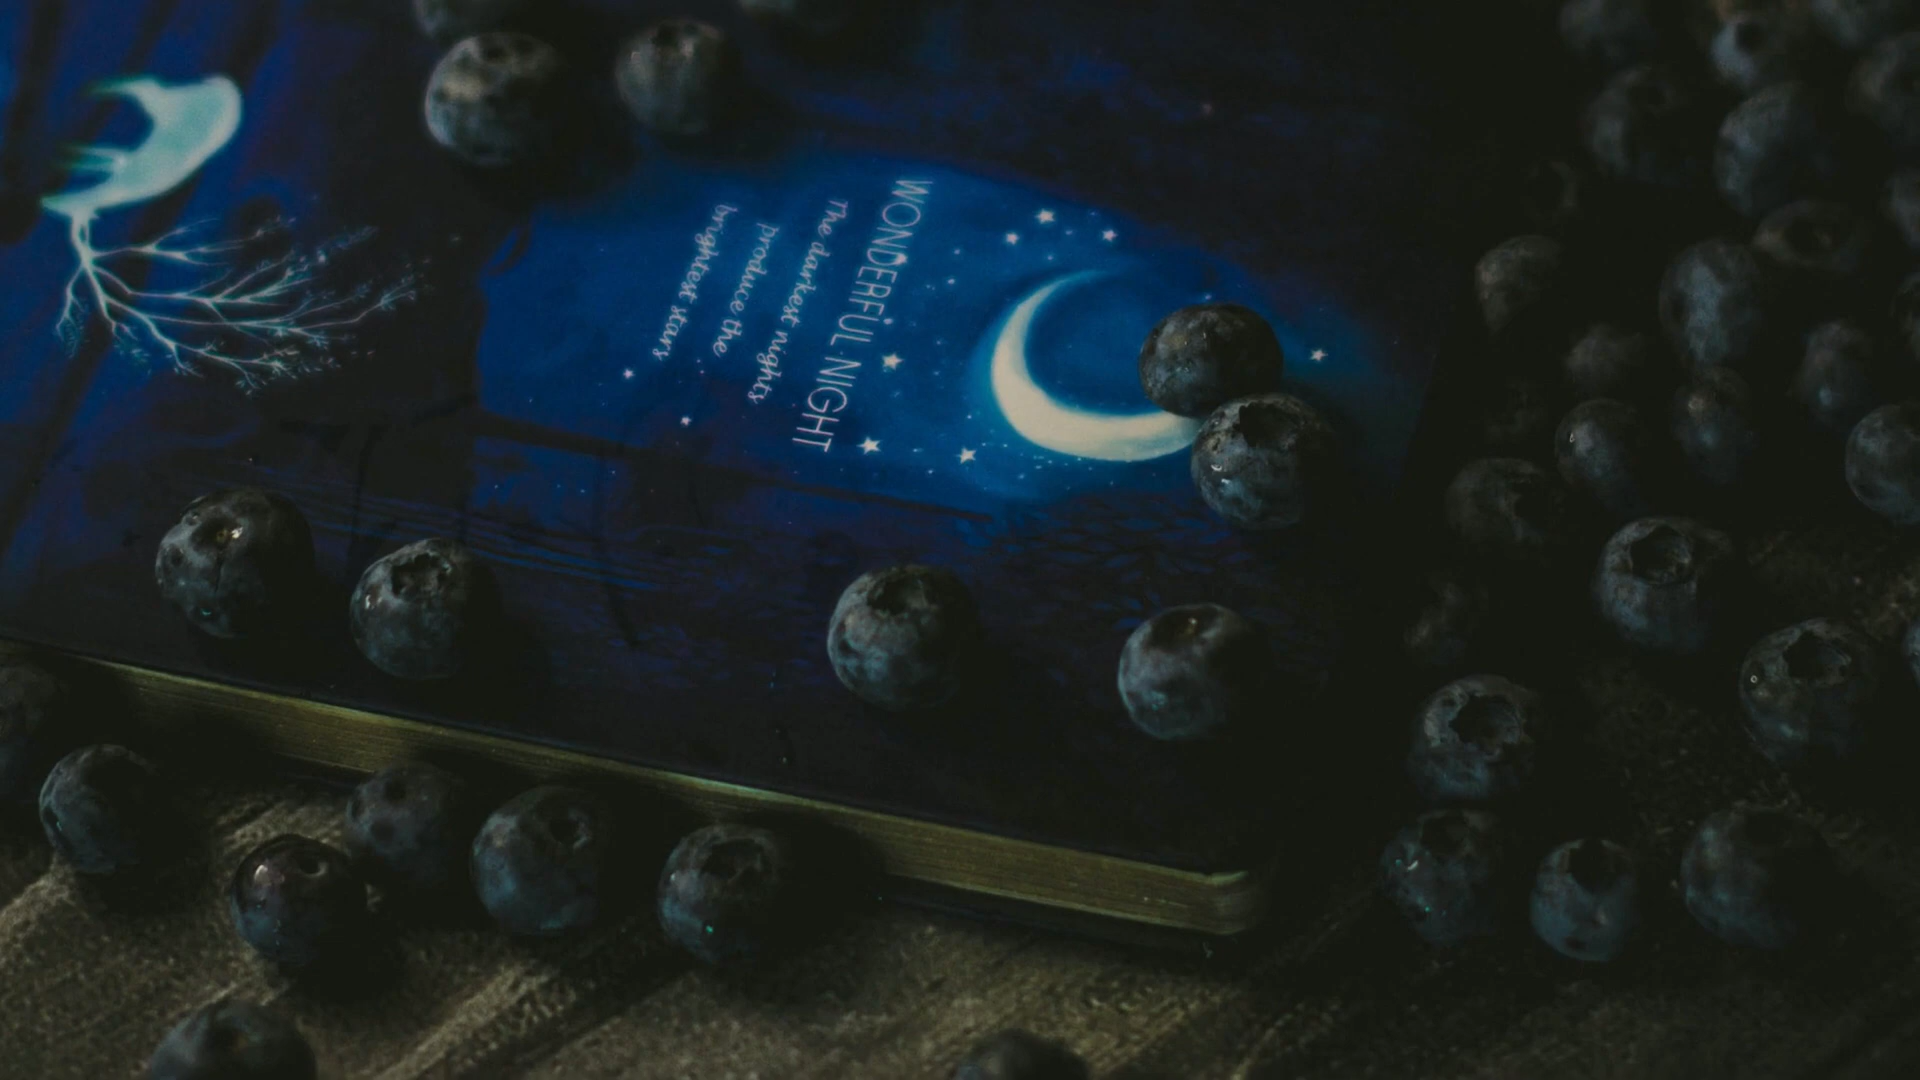 WONDERFUL NIGHT
The darkest nights
produce the
brightest stars